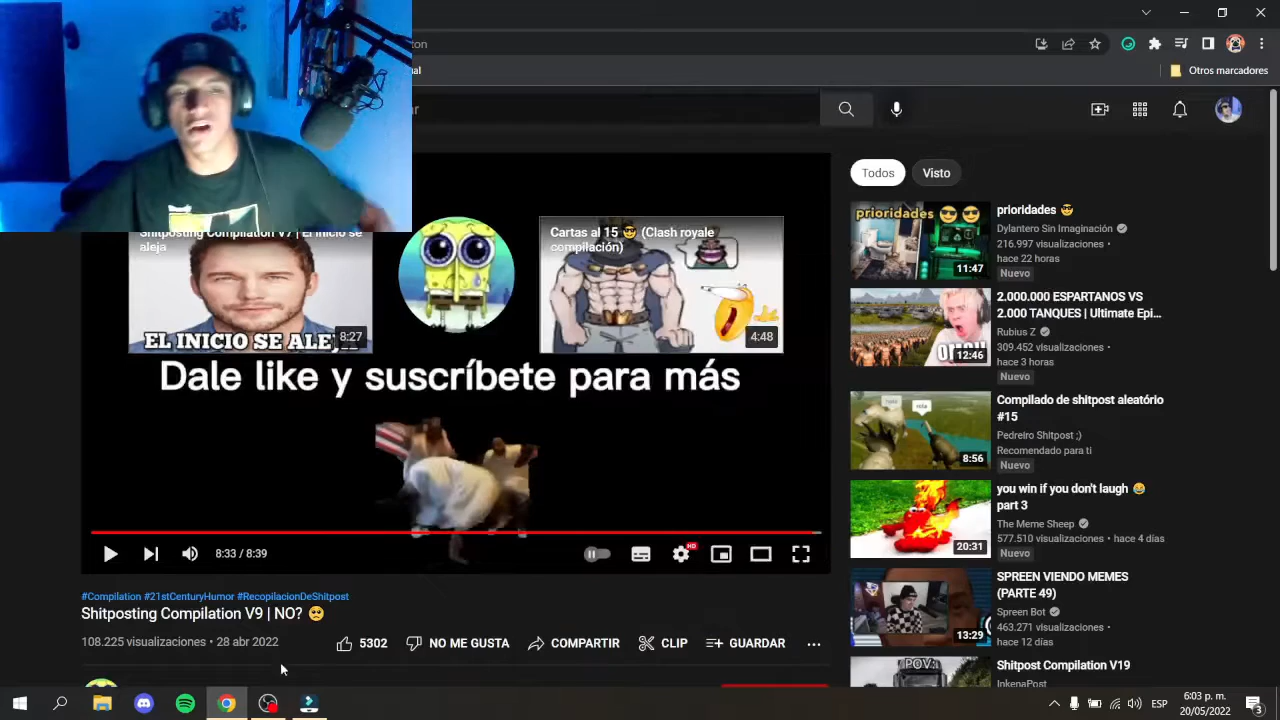 Otros marcadores
Todos
Visto
Shitposting Compilation V7 | El inicio se
aleja
EL INICIO SE ALEJ
8:27
Cartas al 15 😎 (Clash royale
compilación)
4:48
Dale like y suscríbete para más
8:33 / 8:39
HD
#Compilation #21stCenturyHumor #RecopilacionDeShitpost
Shitposting Compilation V9 | NO? 🥺
108.225 visualizaciones • 28 abr 2022
5302
NO ME GUSTA
COMPARTIR
CLIP
GUARDAR
prioridades 😎😎
11:47
prioridades 😎
Dylantero Sin Imaginación
216.997 visualizaciones •
hace 22 horas
Nuevo
12:46
2.000.000 ESPARTANOS VS
2.000 TANQUES | Ultimate Epi...
Rubius Z
309.452 visualizaciones •
hace 3 horas
Nuevo
8:56
Compilado de shitpost aleatório
#15
Pedreiro Shitpost ;)
Recomendado para ti
Nuevo
20:31
you win if you don't laugh 😂
part 3
The Meme Sheep
577.510 visualizaciones • hace 4 días
Nuevo
13:29
SPREEN VIENDO MEMES
(PARTE 49)
Spreen Bot
463.271 visualizaciones •
hace 12 días
POV:
Shitpost Compilation V19
InkenaPost
ESP
6:03 p. m.
20/05/2022
3